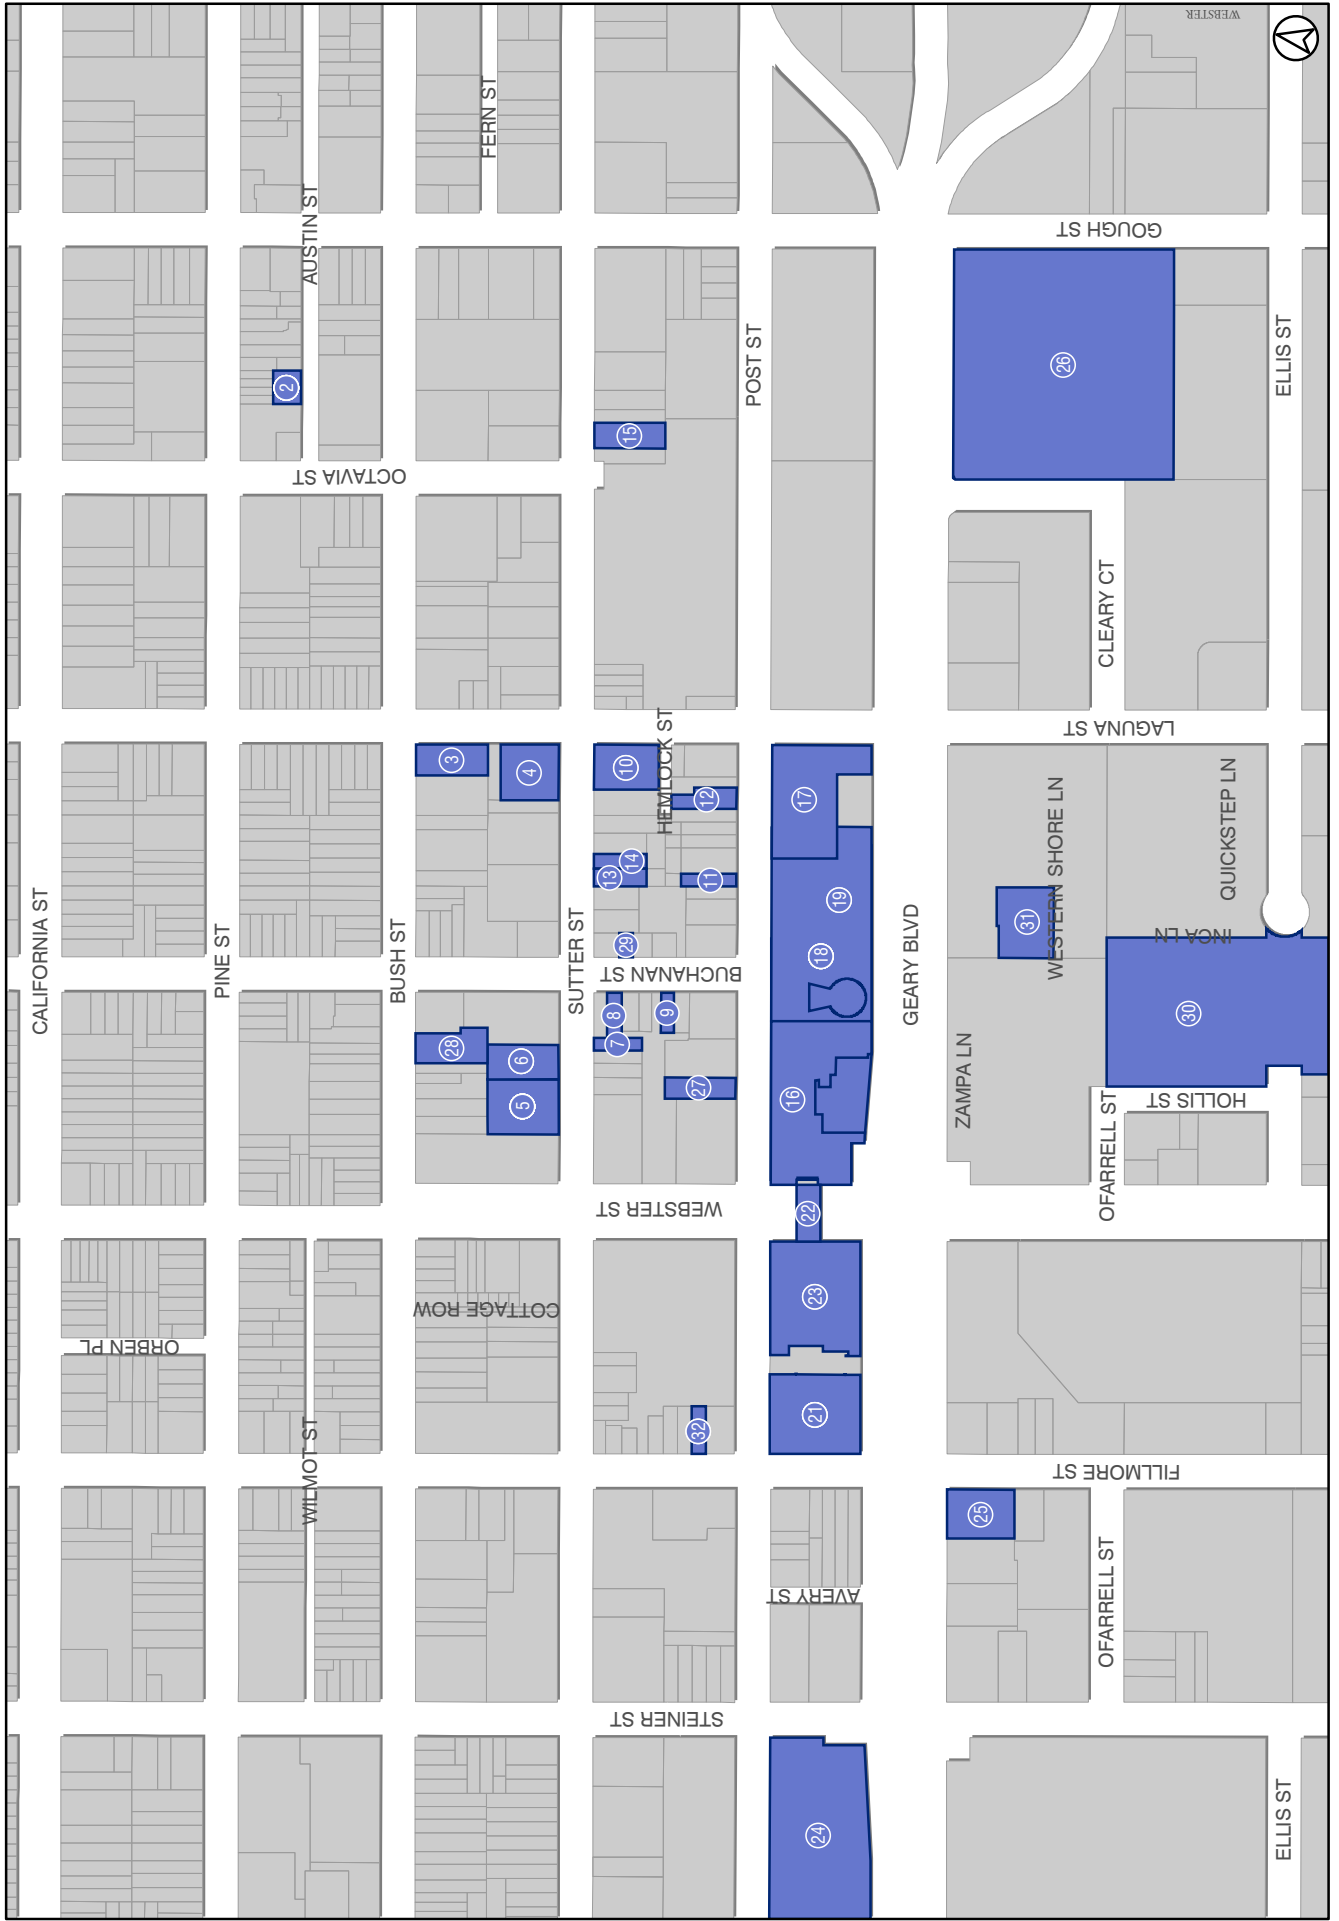 WEBSTER
FERN ST
AUSTIN ST
GOUGH ST
26
ELLIS ST
POST ST
2
15
OCTAVIA ST
CLEARY CT
LAGUNA ST
HEMLOCK ST
3
4
10
12
17
WESTERN SHORE LN
QUICKSTEP LN
14
13
11
19
31
INCA LN
CALIFORNIA ST
PINE ST
BUSH ST
SUTTER ST
29
18
GEARY BLVD
BUCHANAN ST
8
9
30
7
28
6
27
5
16
ZAMPA LN
HOLLIS ST
OFARRELL ST
WEBSTER ST
22
23
COTTAGE ROW
ORBEN PL
21
32
WILMOT ST
FILLMORE ST
25
AVERY ST
OFARRELL ST
STEINER ST
24
ELLIS ST